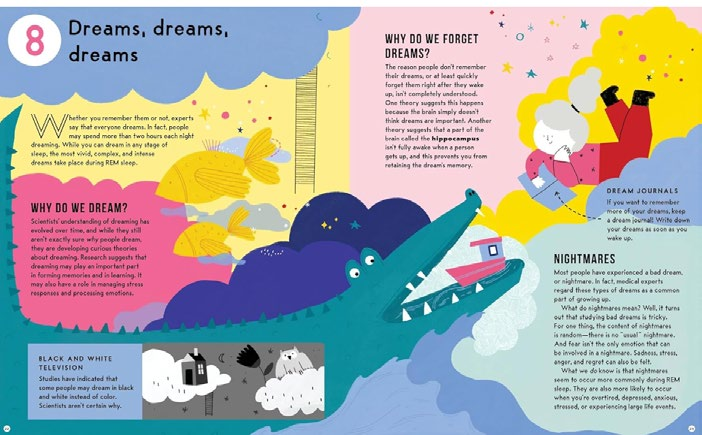 8
Dreams, dreams,
dreams
Whether you remember them or not, experts
say that everyone dreams. In fact, people
may spend more than two hours each night
dreaming. While you can dream in any stage of
sleep, the most vivid, complex, and intense
dreams take place during REM sleep.
WHY DO WE DREAM?
Scientists' understanding of dreaming has
evolved over time, and while they still
aren't exactly sure why people dream,
they are developing curious theories
about dreaming. Research suggests that
dreaming may play an important part
in forming memories and in learning. It
may also have a role in managing stress
responses and processing emotions.
BLACK AND WHITE
TELEVISION
Studies have indicated that
some people may dream in black
and white instead of color.
Scientists aren't certain why.
WHY DO WE FORGET
DREAMS?
The reason people don't remember
their dreams, or at least quickly
forget them right after they wake
up, isn't completely understood.
One theory suggests this happens
because the brain simply doesn't
think dreams are important. Another
theory suggests that a part of the
brain called the hippocampus
isn't fully awake when a person
gets up, and this prevents you from
retaining the dream's memory.
DREAM JOURNALS
If you want to remember
more of your dreams, keep
a dream journal! Write down
your dreams as soon as you
wake up.
NIGHTMARES
Most people have experienced a bad dream,
or nightmare. In fact, medical experts
regard these types of dreams as a common
part of growing up.
What do nightmares mean? Well, it turns
out that studying bad dreams is tricky.
For one thing, the content of nightmares
is random—there is no "usual" nightmare.
And fear isn't the only emotion that can
be involved in a nightmare. Sadness, stress,
anger, and regret can also be felt.
What we do know is that nightmares
seem to occur more commonly during REM
sleep. They are also more likely to occur
when you're overtired, depressed, anxious,
stressed, or experiencing large life events.